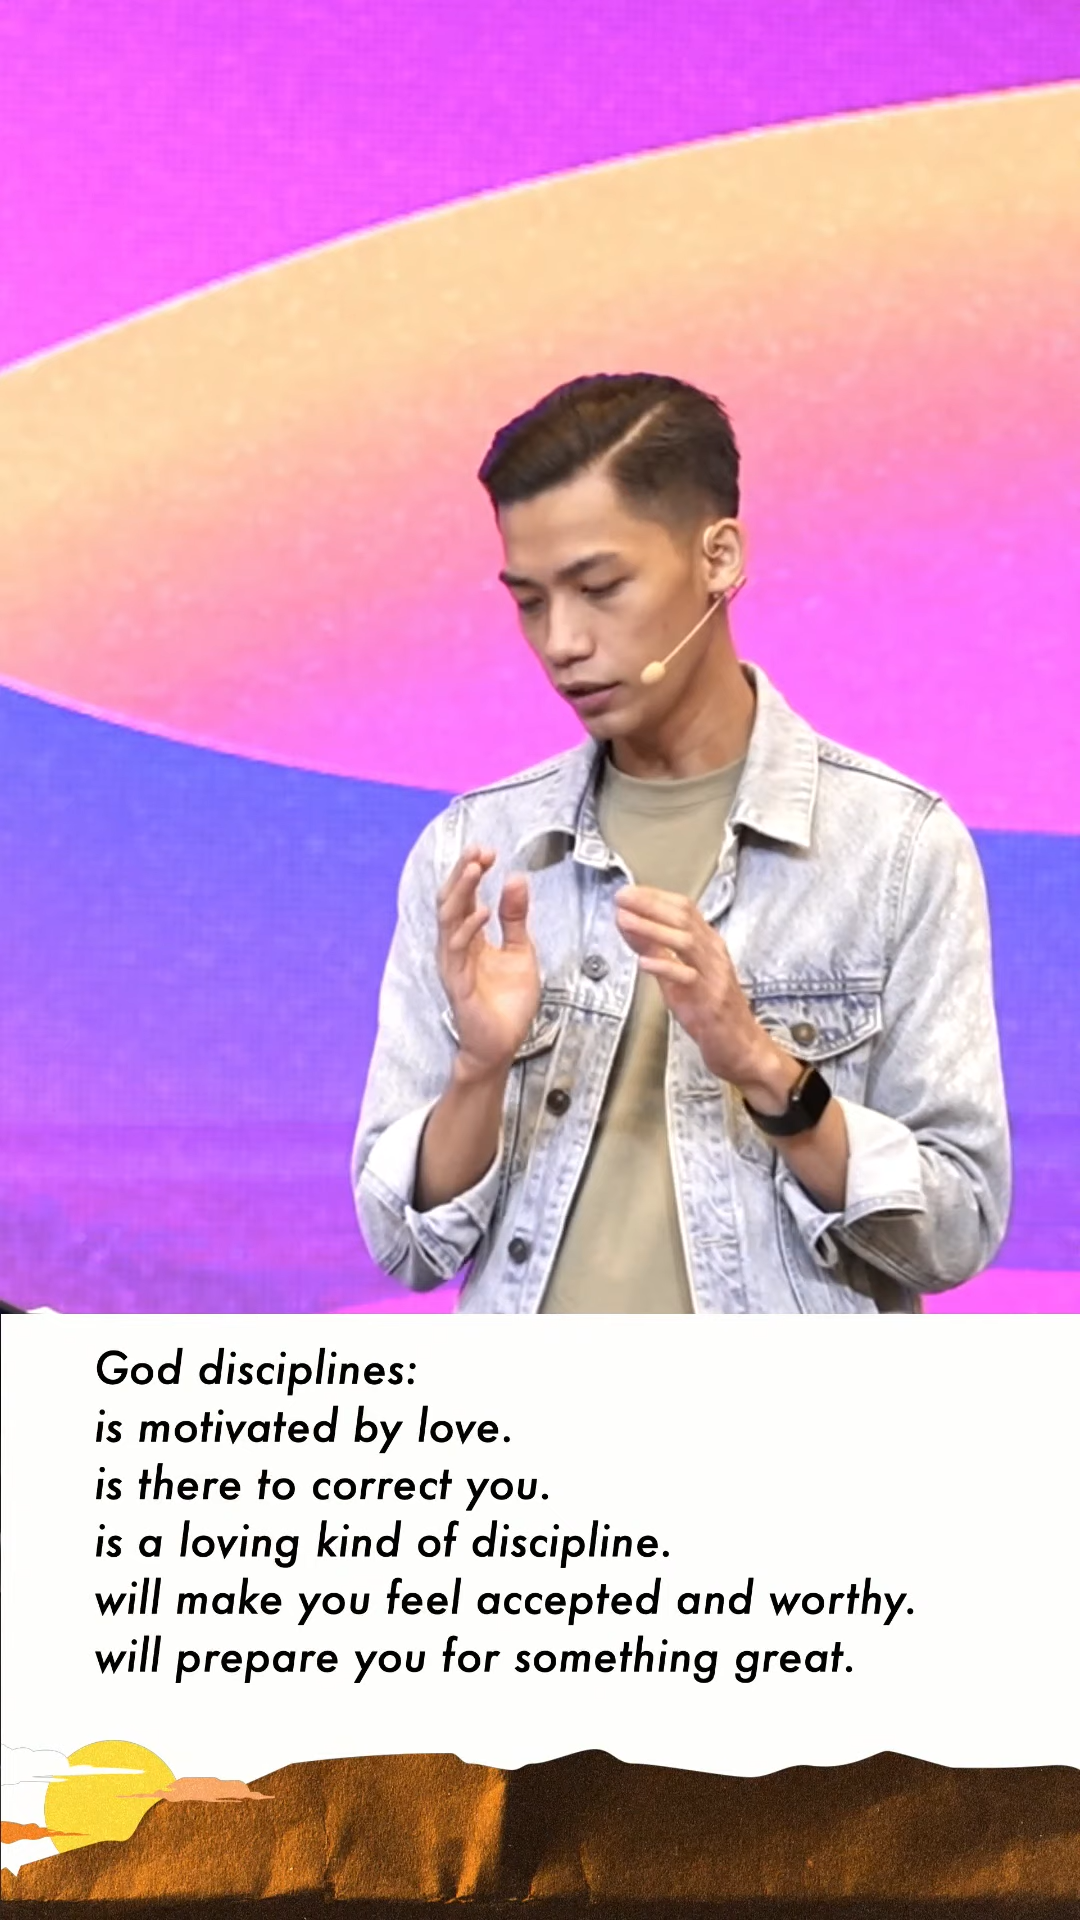 God disciplines:
is motivated by love.
is there to correct you.
is a loving kind of discipline.
will make you feel accepted and worthy.
will prepare you for something great.